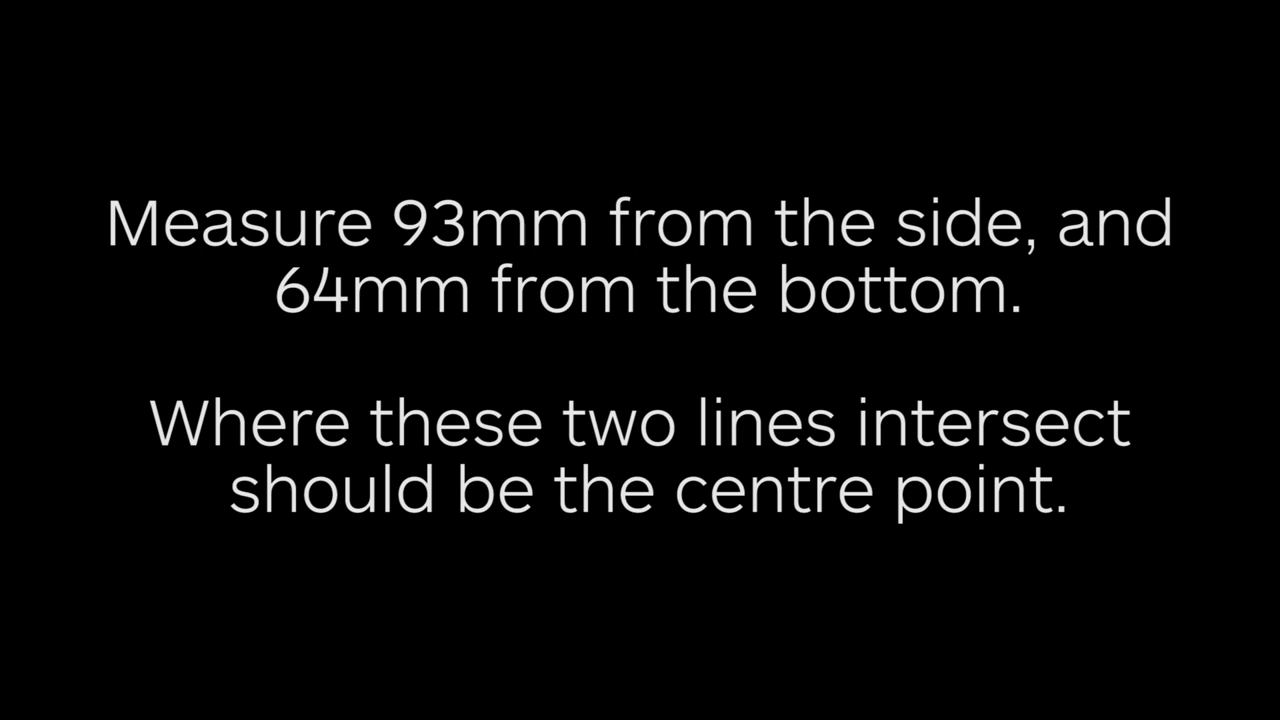 Measure 93mm from the side, and
64mm from the bottom.
Where these two lines intersect
should be the centre point.